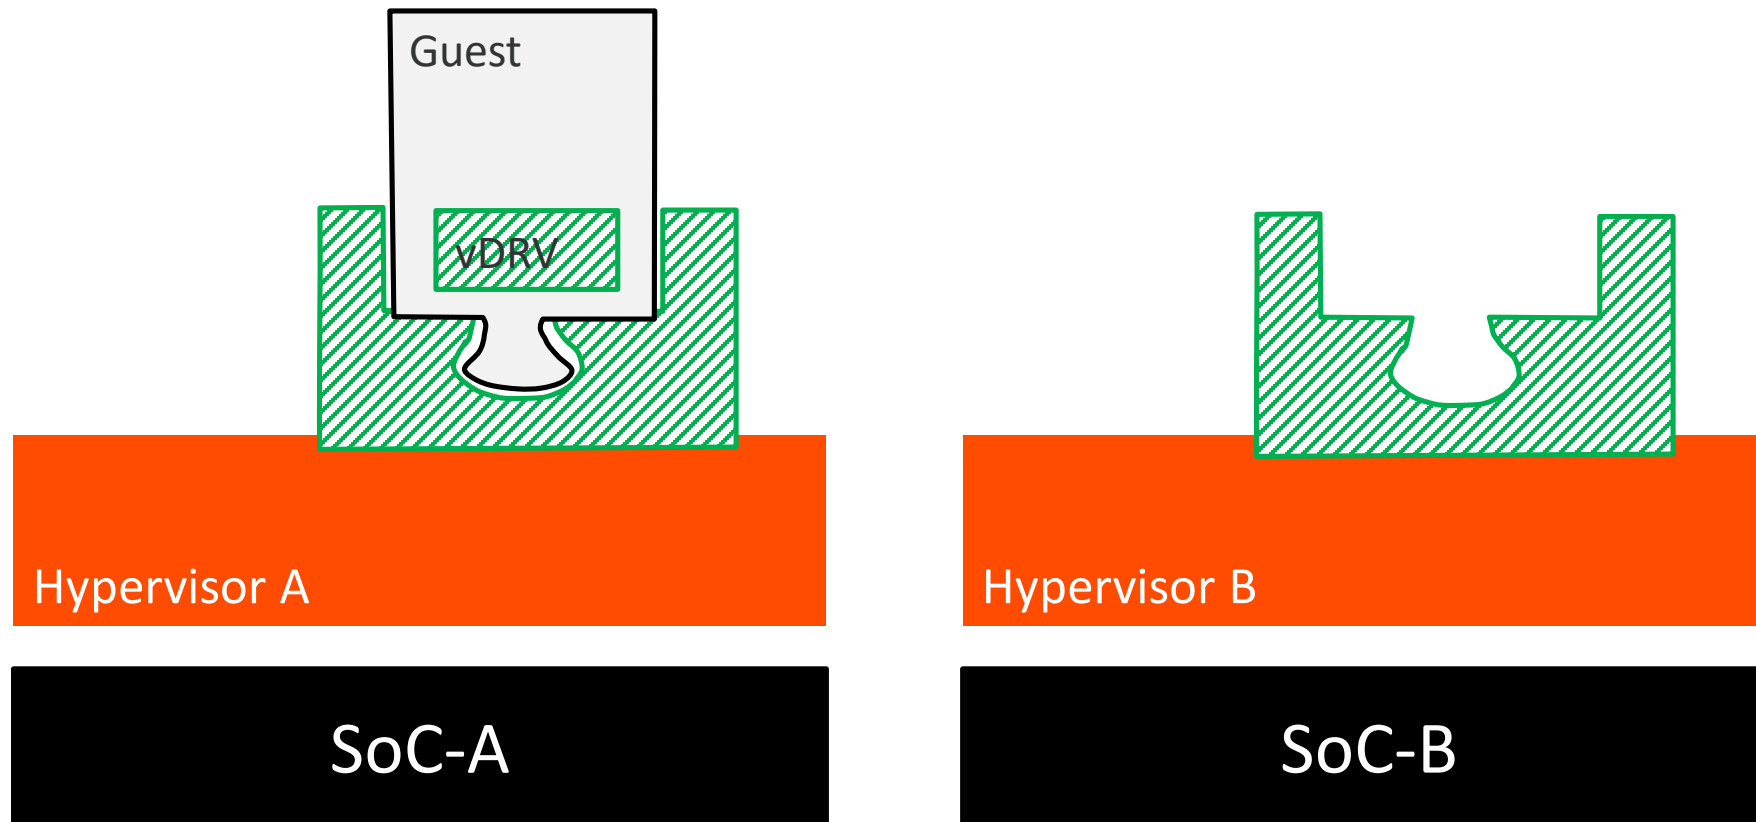 Guest
vDRV
Hypervisor A
Hypervisor B
SoC-A
SoC-B